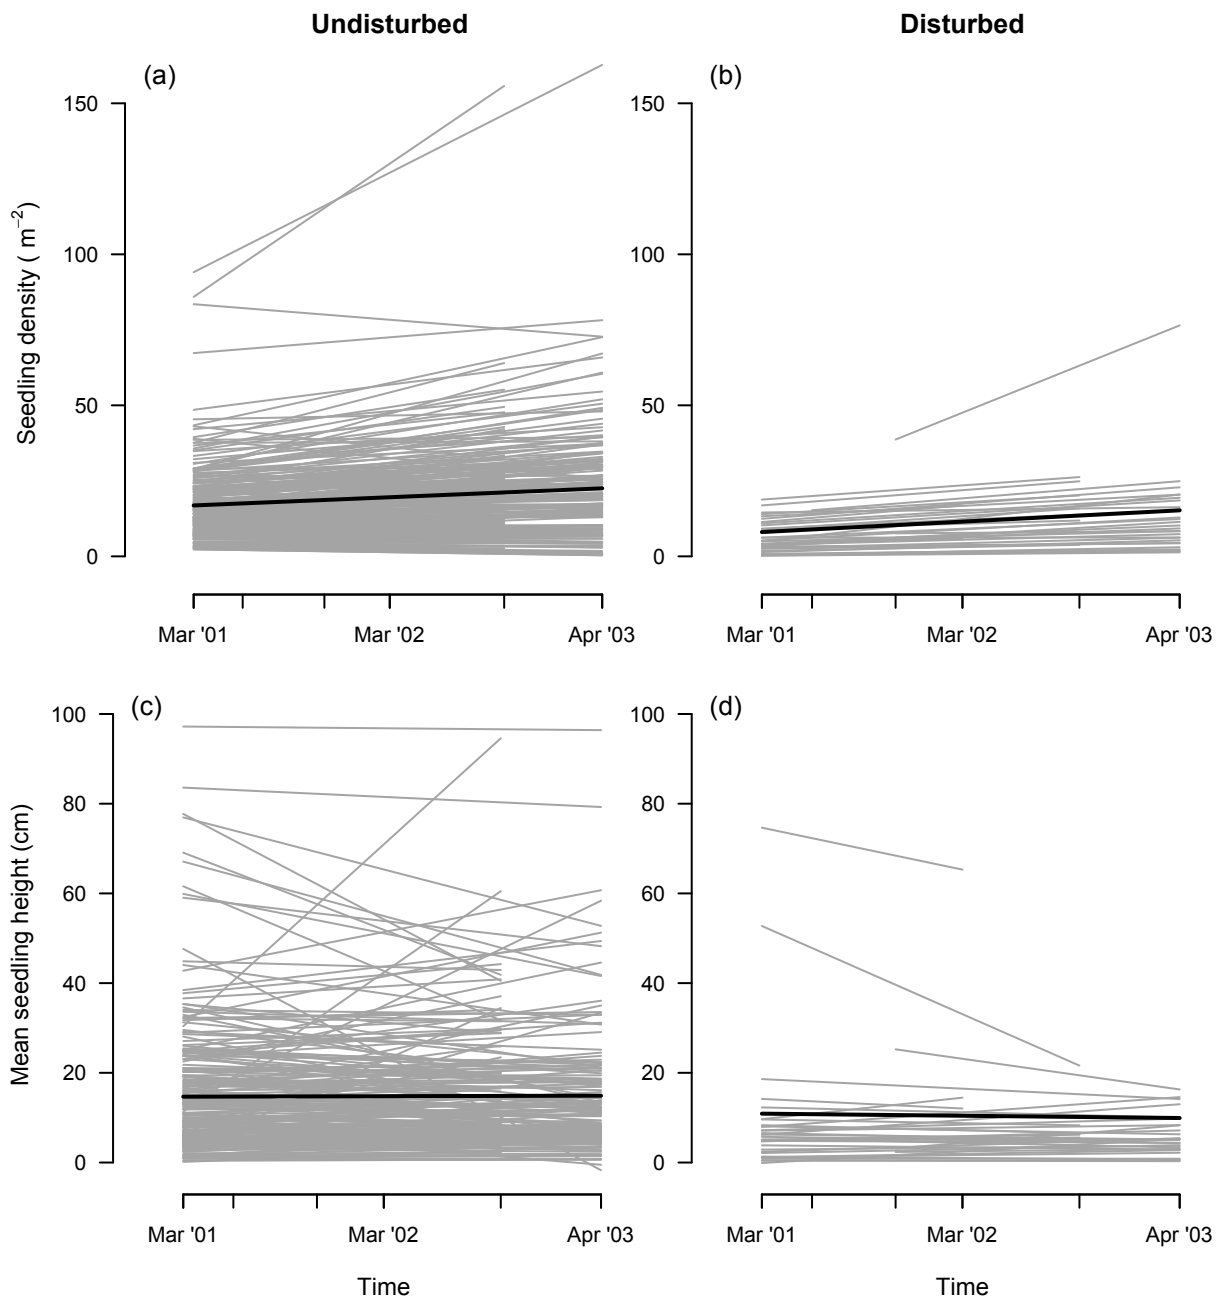 Undisturbed
Disturbed
(a)
(b)
150
100
50
0
Seedling density ( m⁻²)
Mar '01
Mar '02
Apr '03
150
100
50
0
Mar '01
Mar '02
Apr '03
(c)
(d)
100
80
60
40
20
0
Mean seedling height (cm)
Mar '01
Mar '02
Apr '03
Time
100
80
60
40
20
0
Mar '01
Mar '02
Apr '03
Time